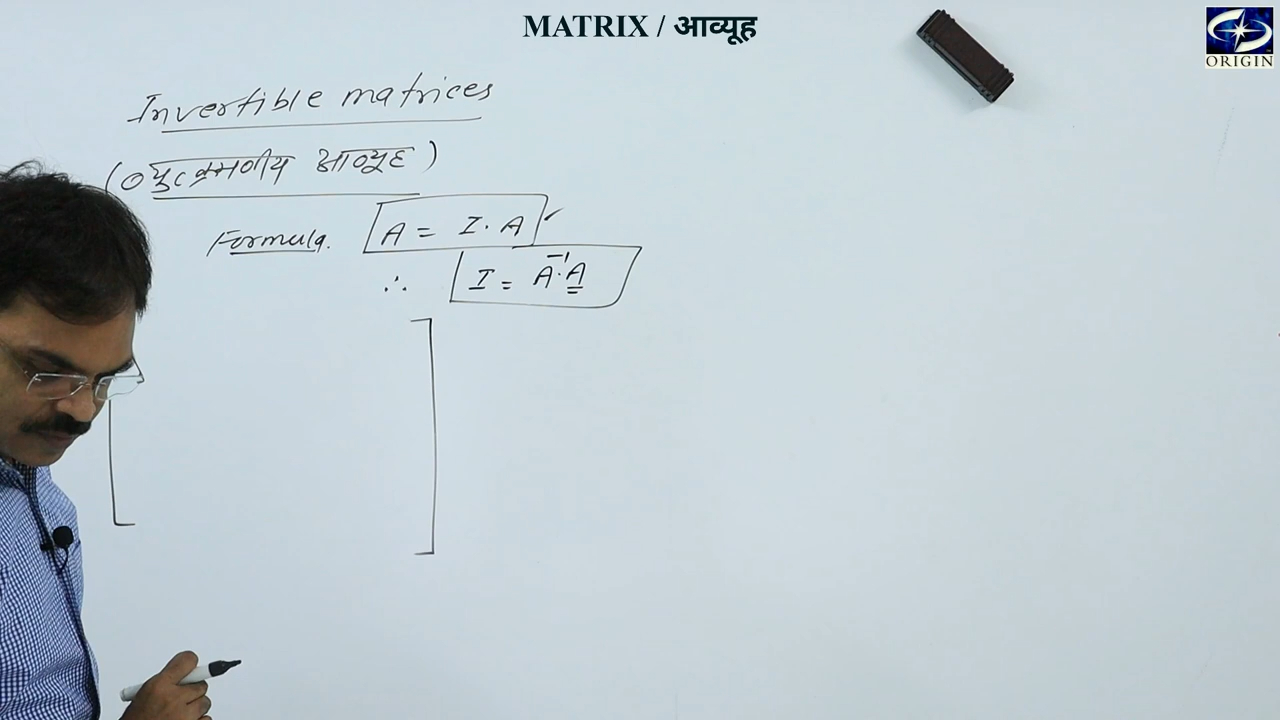 MATRIX / आव्यूह
ORIGIN
Invertible matrices
(व्युत्क्रमणीय आव्यूह)
Formula. A = I. A
∴ I = A⁻¹.A